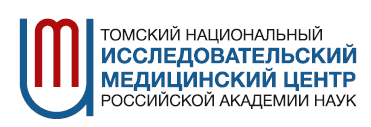 ТОМСКИЙ НАЦИОНАЛЬНЫЙ
ИССЛЕДОВАТЕЛЬСКИЙ
МЕДИЦИНСКИЙ ЦЕНТР
РОССИЙСКОЙ АКАДЕМИИ НАУК